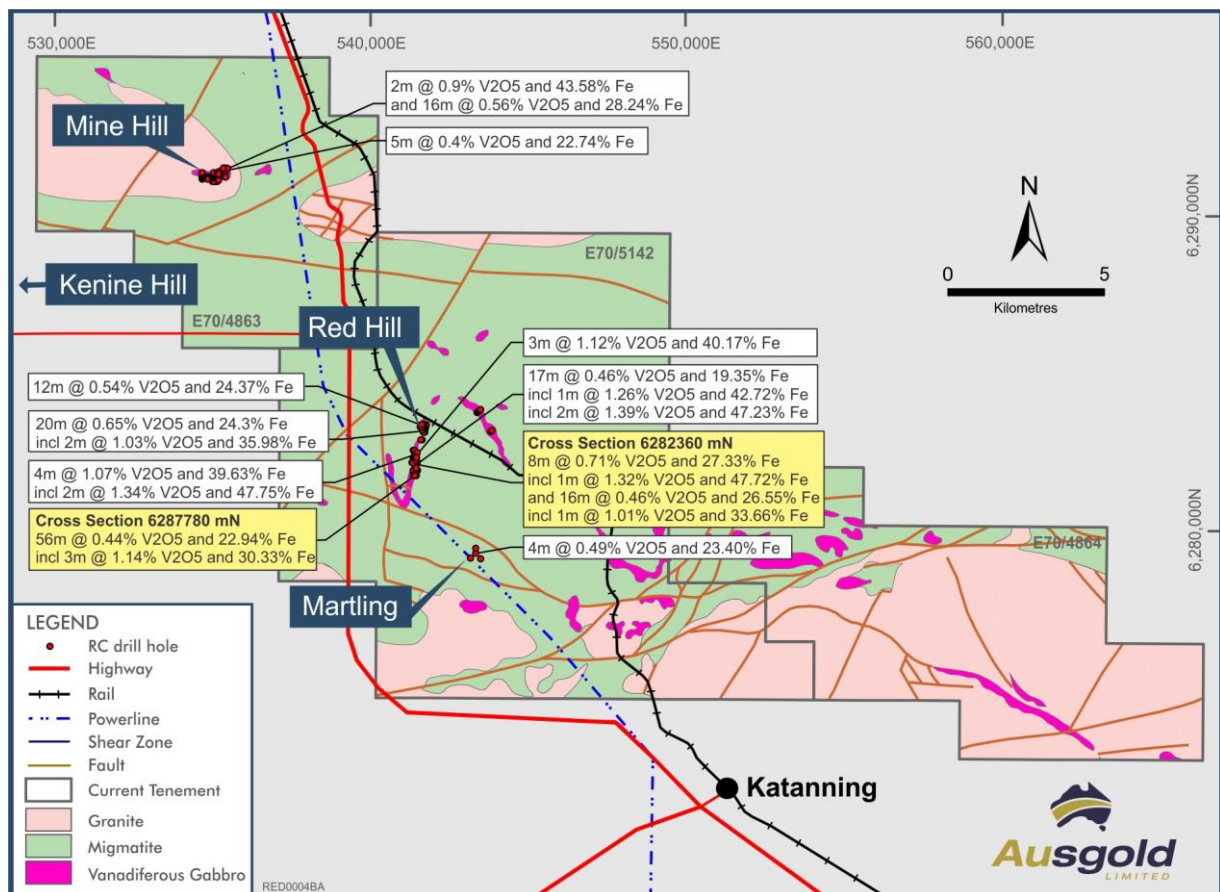 530,000E
540,000E
550,000E
560,000E
2m @ 0.9% V2O5 and 43.58% Fe
and 16m @ 0.56% V2O5 and 28.24% Fe
Mine Hill
5m @ 0.4% V2O5 and 22.74% Fe
N
6,290,000N
E70/5142
0 5
Kilometres
Kenine Hill
E70/4863
Red Hill
3m @ 1.12% V2O5 and 40.17% Fe
17m @ 0.46% V2O5 and 19.35% Fe
incl 1m @ 1.26% V2O5 and 42.72% Fe
incl 2m @ 1.39% V2O5 and 47.23% Fe
12m @ 0.54% V2O5 and 24.37% Fe
20m @ 0.65% V2O5 and 24.3% Fe
incl 2m @ 1.03% V2O5 and 35.98% Fe
Cross Section 6282360 mN
8m @ 0.71% V2O5 and 27.33% Fe
incl 1m @ 1.32% V2O5 and 47.72% Fe
and 16m @ 0.46% V2O5 and 26.55% Fe
incl 1m @ 1.01% V2O5 and 33.66% Fe
4m @ 1.07% V2O5 and 39.63% Fe
incl 2m @ 1.34% V2O5 and 47.75% Fe
Cross Section 6287780 mN
56m @ 0.44% V2O5 and 22.94% Fe
incl 3m @ 1.14% V2O5 and 30.33% Fe
4m @ 0.49% V2O5 and 23.40% Fe
6,280,000N
E70/4864
Martling
LEGEND
RC drill hole
Highway
Rail
Powerline
Shear Zone
Fault
Current Tenement
Granite
Migmatite
Vanadiferous Gabbro
Katanning
Ausgold
LIMITED
RED0004BA